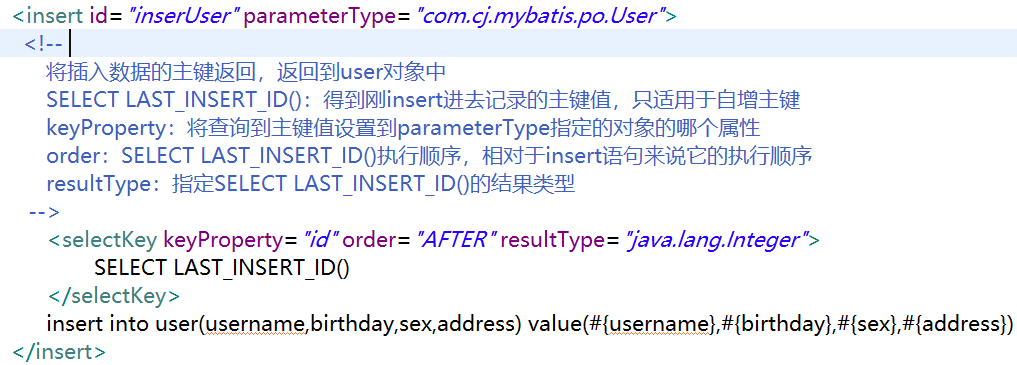 <insert id="inserUser" parameterType="com.cj.mybatis.po.User">
<!--
将插入数据的主键返回，返回到user对象中
SELECT LAST_INSERT_ID()：得到刚insert进去记录的主键值，只适用于自增主键
keyProperty：将查询到主键值设置到parameterType指定的对象的哪个属性
order：SELECT LAST_INSERT_ID()执行顺序，相对于insert语句来说它的执行顺序
resultType：指定SELECT LAST_INSERT_ID()的结果类型
-->
<selectKey keyProperty="id" order="AFTER" resultType="java.lang.Integer">
SELECT LAST_INSERT_ID()
</selectKey>
insert into user(username,birthday,sex,address) value(#{username},#{birthday},#{sex},#{address})
</insert>